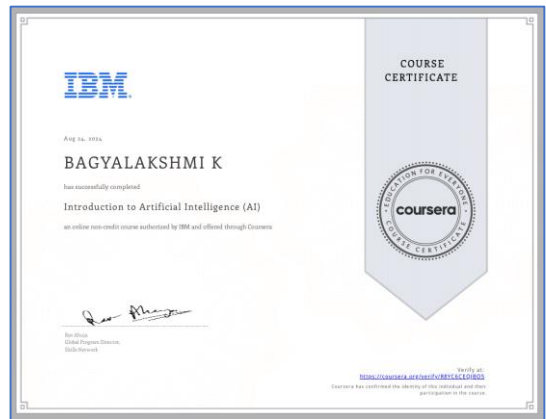 IBM.
COURSE
CERTIFICATE
Aug 24, 2024
BAGYALAKSHMI K
has successfully completed
Introduction to Artificial Intelligence (AI)
an online non-credit course authorized by IBM and offered through Coursera
EDUCATION FOR EVERYONE
coursera
COURSE CERTIFICATE
Global Program Director
Skills Network
Verify at:
Coursera has confirmed the identity of this individual and their
participation in the course.